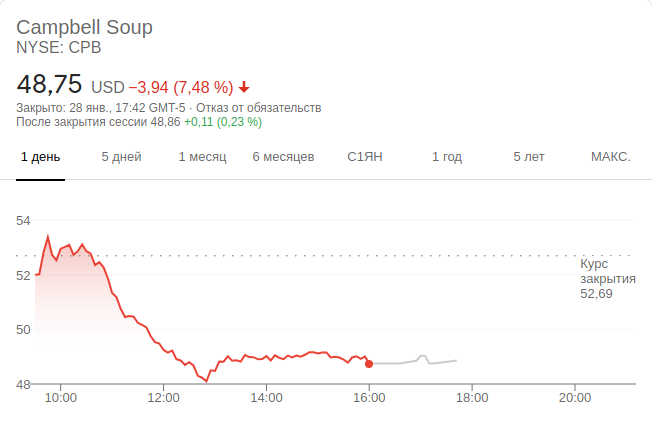 Campbell Soup
NYSE: CPB
48,75 USD −3,94 (7,48 %)
Закрыто: 28 янв., 17:42 GMT-5 · Отказ от обязательств
После закрытия сессии 48,86 +0,11 (0,23 %)
1 день 5 дней 1 месяц 6 месяцев С1ЯН 1 год 5 лет МАКС.
54
52
50
48
Курс
закрытия
52,69
10:00 12:00 14:00 16:00 18:00 20:00